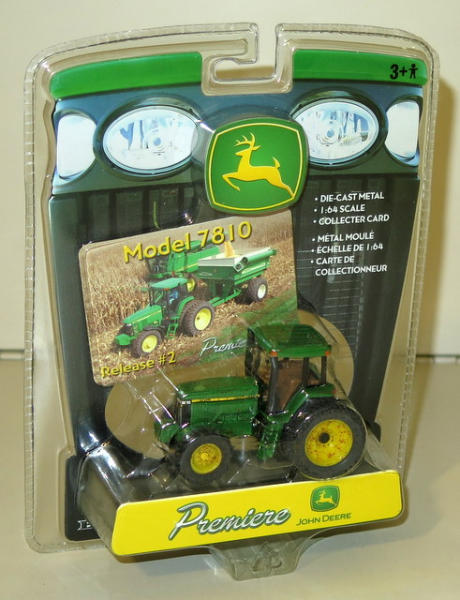 3+
• DIE-CAST METAL
• 1:64 SCALE
• COLLECTER CARD
• MÉTAL MOULÉ
• ÉCHELLE DE 1:64
• CARTE DE
COLLECTIONNEUR
Model 7810
Release #2
Premiere
Premiere
JOHN DEERE